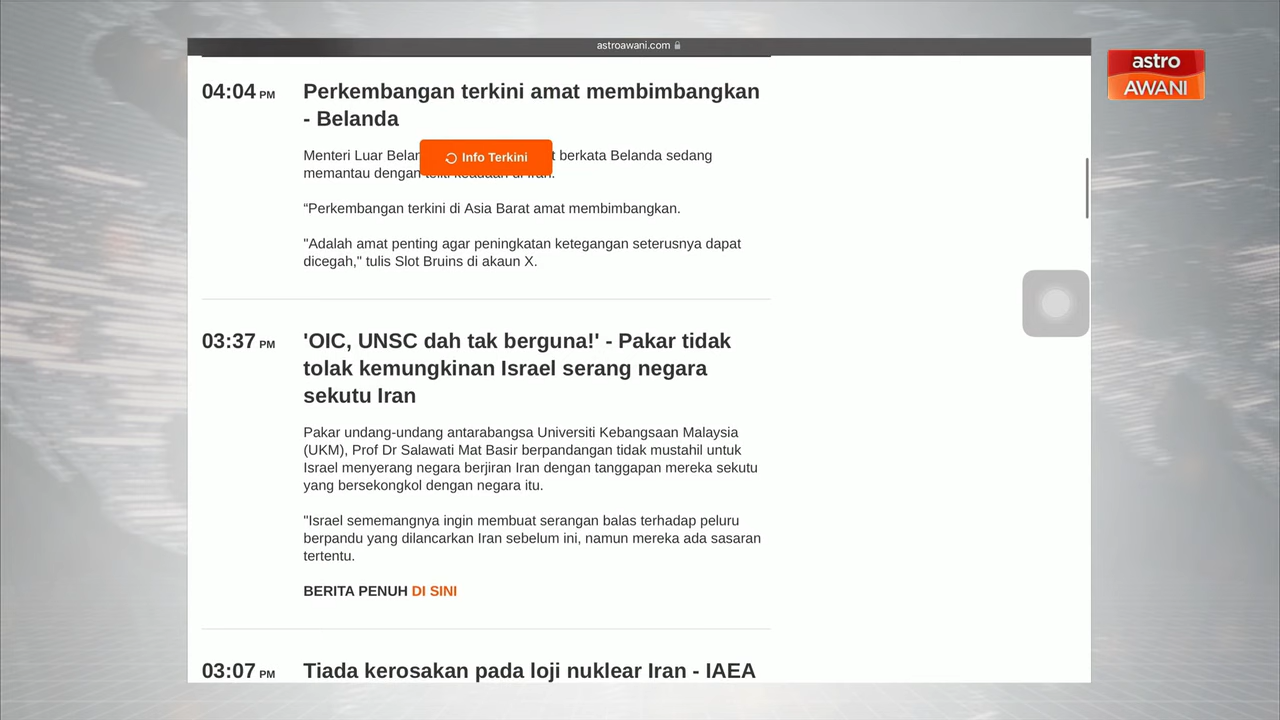 astroawani.com
astro
AWANI
04:04 PM
Perkembangan terkini amat membimbangkan
- Belanda
Menteri Luar
Info Terkini
berkata Belanda sedang
memantau dengan teliti keadaan di Iran.
“Perkembangan terkini di Asia Barat amat membimbangkan.
"Adalah amat penting agar peningkatan ketegangan seterusnya dapat
dicegah," tulis Slot Bruins di akaun X.
03:37 PM
'OIC, UNSC dah tak berguna!' - Pakar tidak
tolak kemungkinan Israel serang negara
sekutu Iran
Pakar undang-undang antarabangsa Universiti Kebangsaan Malaysia
(UKM), Prof Dr Salawati Mat Basir berpandangan tidak mustahil untuk
Israel menyerang negara berjiran Iran dengan tanggapan mereka sekutu
yang bersekongkol dengan negara itu.
"Israel sememangnya ingin membuat serangan balas terhadap peluru
berpandu yang dilancarkan Iran sebelum ini, namun mereka ada sasaran
tertentu.
BERITA PENUH DI SINI
03:07 PM
Tiada kerosakan pada loji nuklear Iran - IAEA